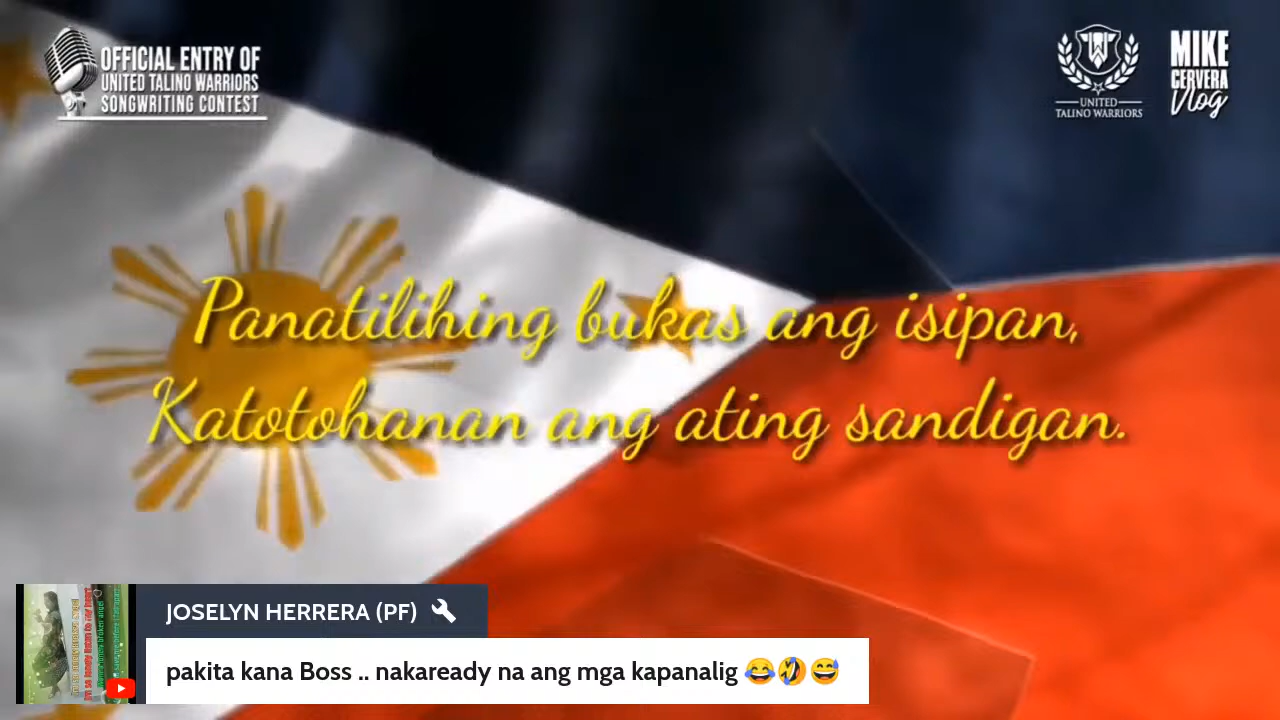 OFFICIAL ENTRY OF
UNITED TALINO WARRIORS
SONGWRITING CONTEST
UNITED
TALINO WARRIORS
MIKE
CERVERA
Vlog
Panatilihing bukas ang isipan,
Katotohanan ang ating sandigan.
JOSELYN HERRERA (PF)
pakita kana Boss .. nakaready na ang mga kapanalig 😂🤣😅